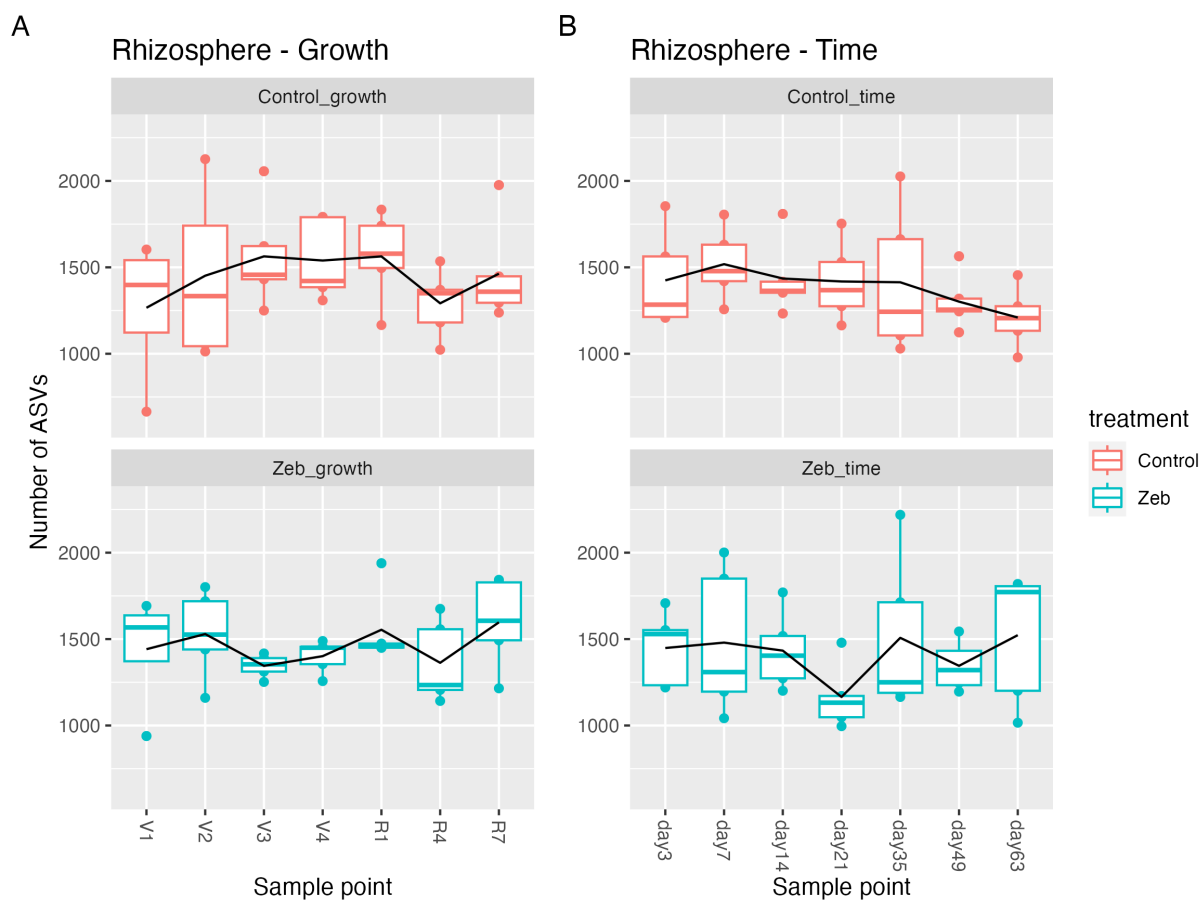 A
Rhizosphere - Growth
Control_growth
2000
1500
1000
Zeb_growth
2000
1500
1000
Number of ASVs
V1
V2
V3
V4
R1
R4
R7
Sample point
B
Rhizosphere - Time
Control_time
2000
1500
1000
Zeb_time
2000
1500
1000
day3
day7
day14
day21
day35
day49
day63
Sample point
treatment
Control
Zeb